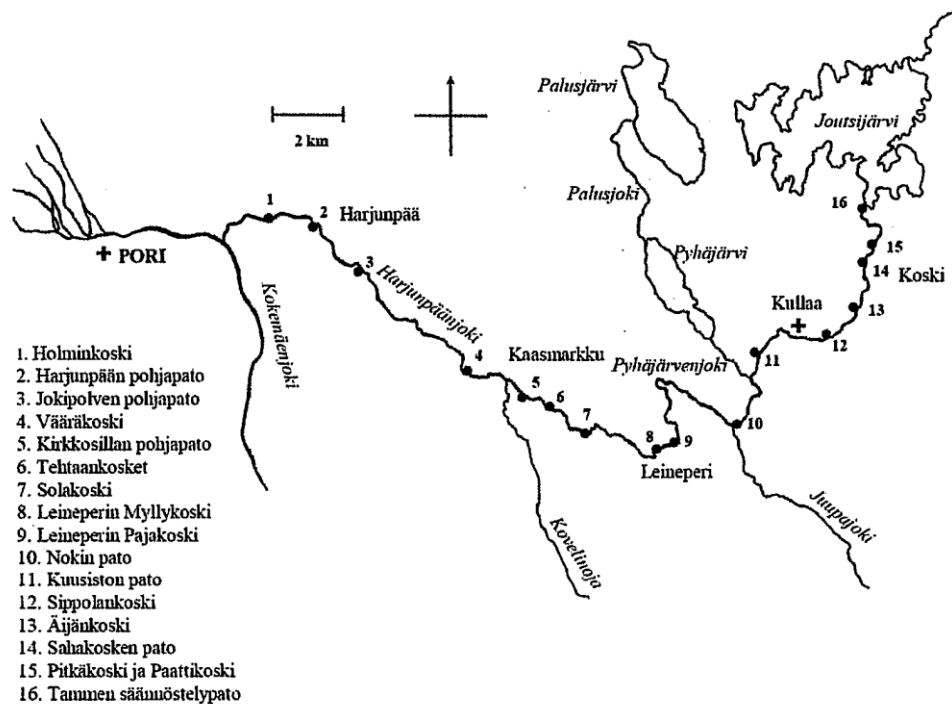 Palusjärvi
Joutsijärvi
2 km
Palusjoki
16
1
2
Harjunpää
15
PORI
Pyhäjärvi
14
Koski
3
Harjunpäänjoki
Kullaa
13
Kokemäenjoki
12
Kaasmarkku
Pyhäjärvenjoki
11
4
5
6
7
8
9
10
Leineperi
Kovelinoja
Juupajoki
1. Holminkoski
2. Harjunpään pohjapato
3. Jokipolven pohjapato
4. Vääräkoski
5. Kirkkosillan pohjapato
6. Tehtaankosket
7. Solakoski
8. Leineperin Myllykoski
9. Leineperin Pajakoski
10. Nokin pato
11. Kuusiston pato
12. Sippolankoski
13. Äijänkoski
14. Sahakosken pato
15. Pitkäkoski ja Paattikoski
16. Tammen säännöstelypato